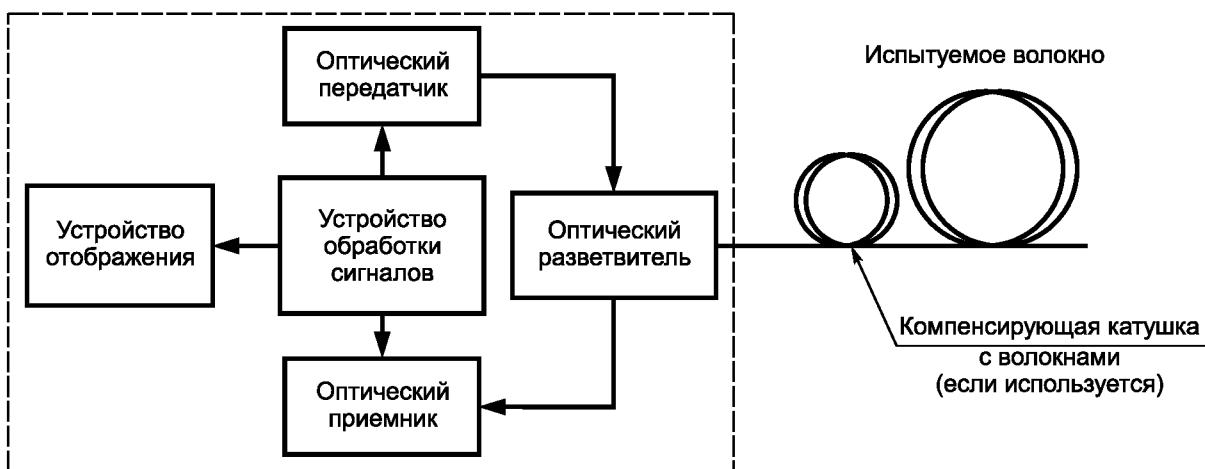 Оптический
передатчик
Испытуемое волокно
Устройство
отображения
Устройство
обработки
сигналов
Оптический
разветвитель
Компенсирующая катушка
с волокнами
(если используется)
Оптический
приемник